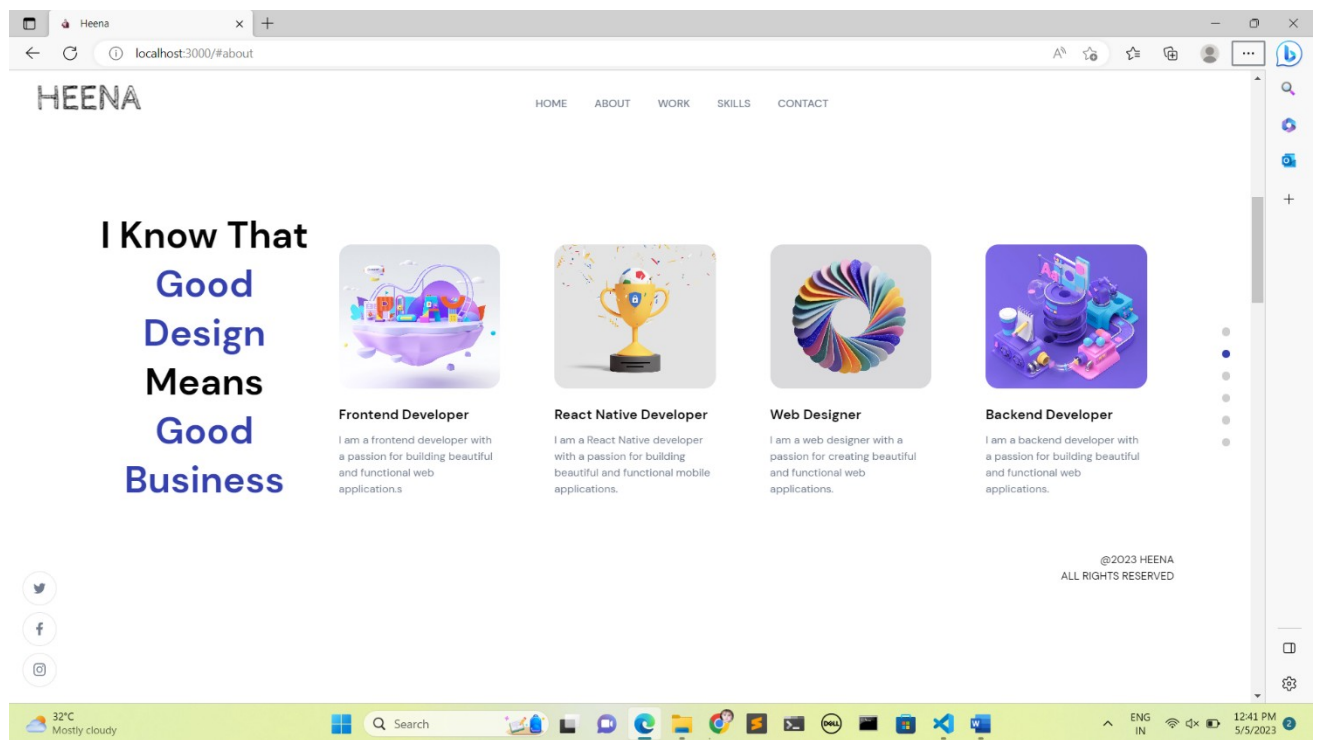 Heena
localhost:3000/#about
HEENA
HOME ABOUT WORK SKILLS CONTACT
I Know That
Good
Design
Means
Good
Business
Frontend Developer
I am a frontend developer with
a passion for building beautiful
and functional web
application.s
React Native Developer
I am a React Native developer
with a passion for building
beautiful and functional mobile
applications.
Web Designer
I am a web designer with a
passion for creating beautiful
and functional web
applications.
Backend Developer
I am a backend developer with
a passion for building beautiful
and functional web
applications.
@2023 HEENA
ALL RIGHTS RESERVED
32°C
Mostly cloudy
Search
DELL
ENG
IN
12:41 PM
5/5/2023
2